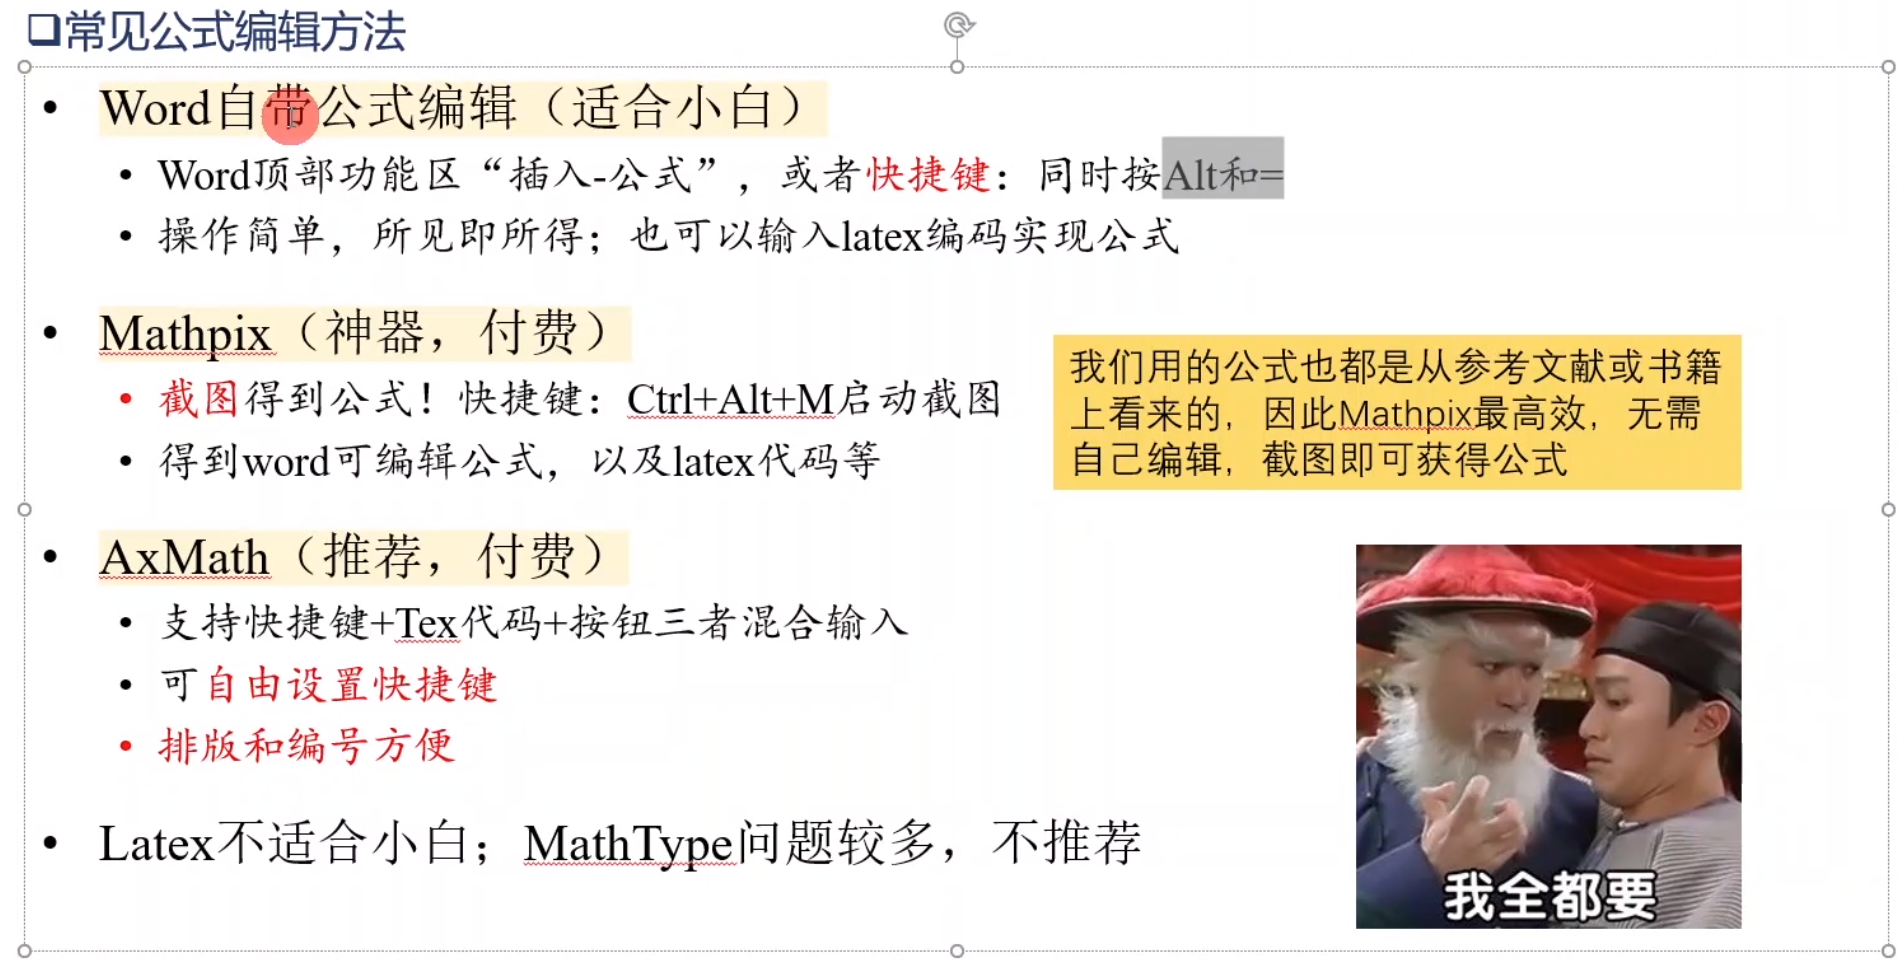 常见公式编辑方法
Word自带公式编辑（适合小白）
Word顶部功能区“插入-公式”，或者快捷键：同时按Alt和=
操作简单，所见即所得；也可以输入latex编码实现公式
Mathpix（神器，付费）
截图得到公式！快捷键：Ctrl+Alt+M启动截图
得到word可编辑公式，以及latex代码等
我们用的公式也都是从参考文献或书籍
上看来的，因此Mathpix最高效，无需
自己编辑，截图即可获得公式
AxMath（推荐，付费）
支持快捷键+Tex代码+按钮三者混合输入
可自由设置快捷键
排版和编号方便
Latex不适合小白；MathType问题较多，不推荐
我全都要